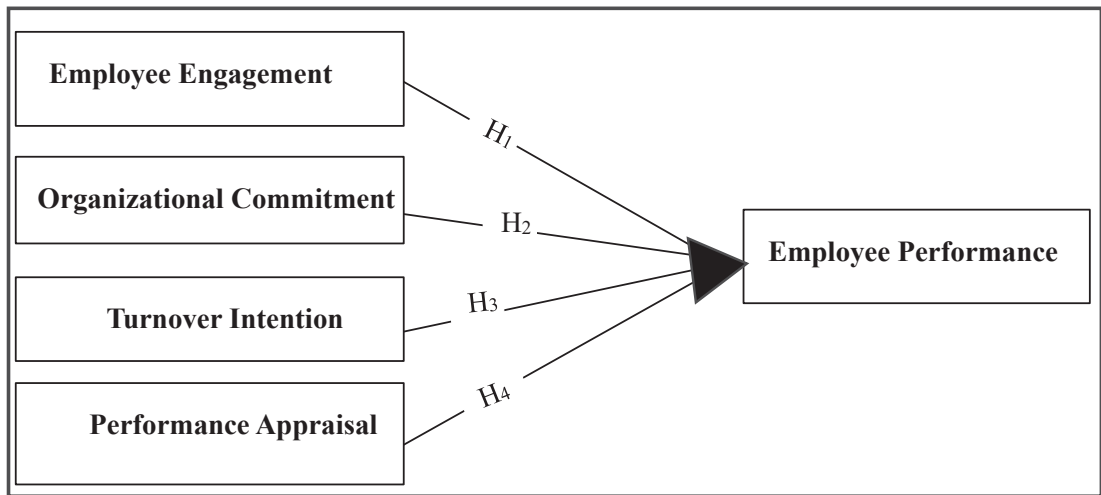 Employee Engagement
H1
Organizational Commitment
H2
Employee Performance
Turnover Intention
H3
Performance Appraisal
H4